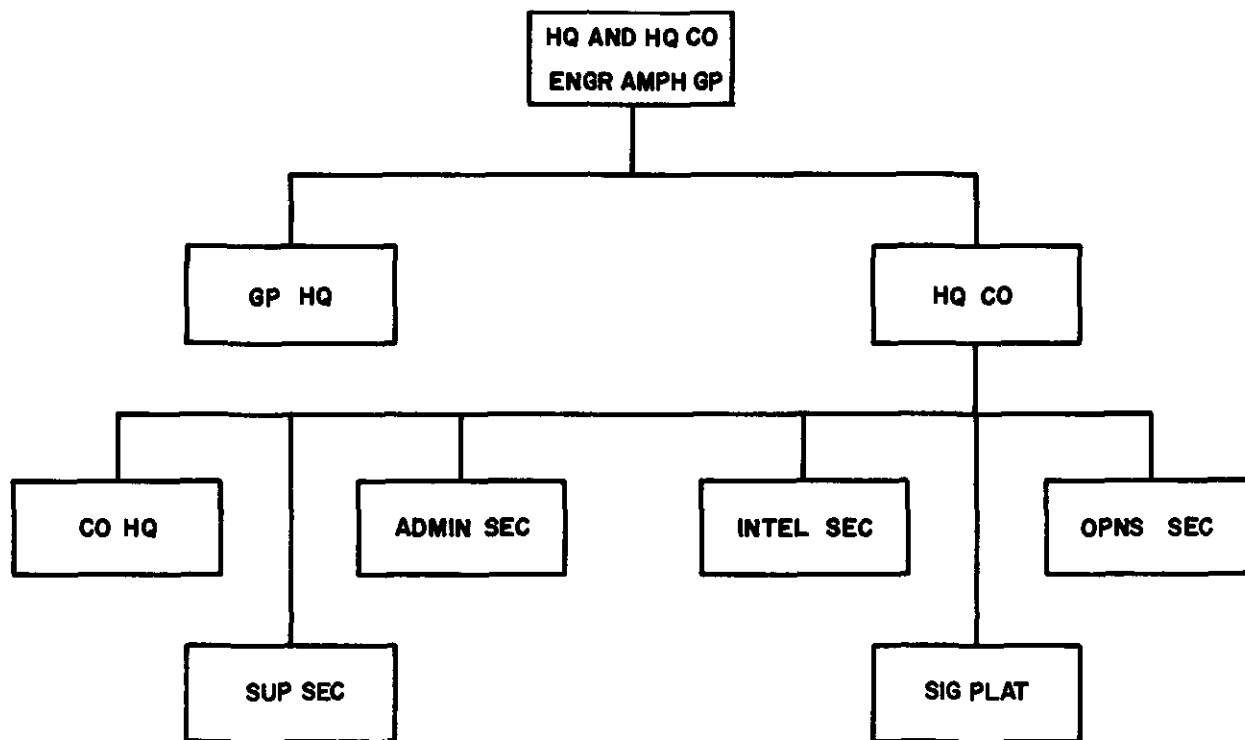 HQ AND HQ CO
ENGR AMPH GP
GP HQ
HQ CO
CO HQ
ADMIN SEC
INTEL SEC
OPNS SEC
SUP SEC
SIG PLAT